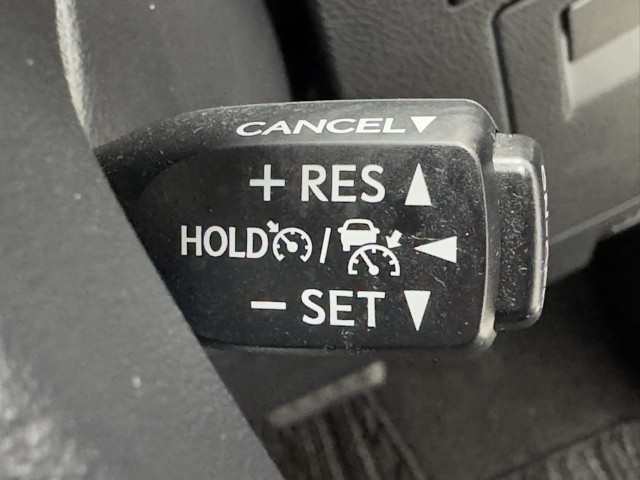 CANCEL▼
+ RES ▲
HOLD / ◀
− SET ▼